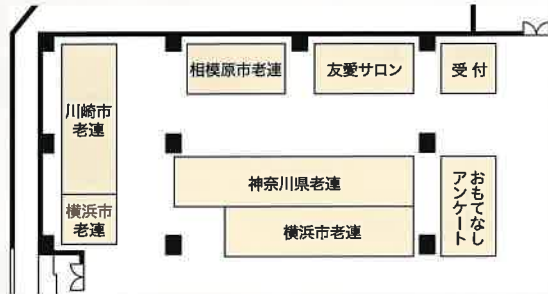 相模原市老連
友愛サロン
受付
川崎市
老連
横浜市
老連
神奈川県老連
横浜市老連
おもてなし
アンケート